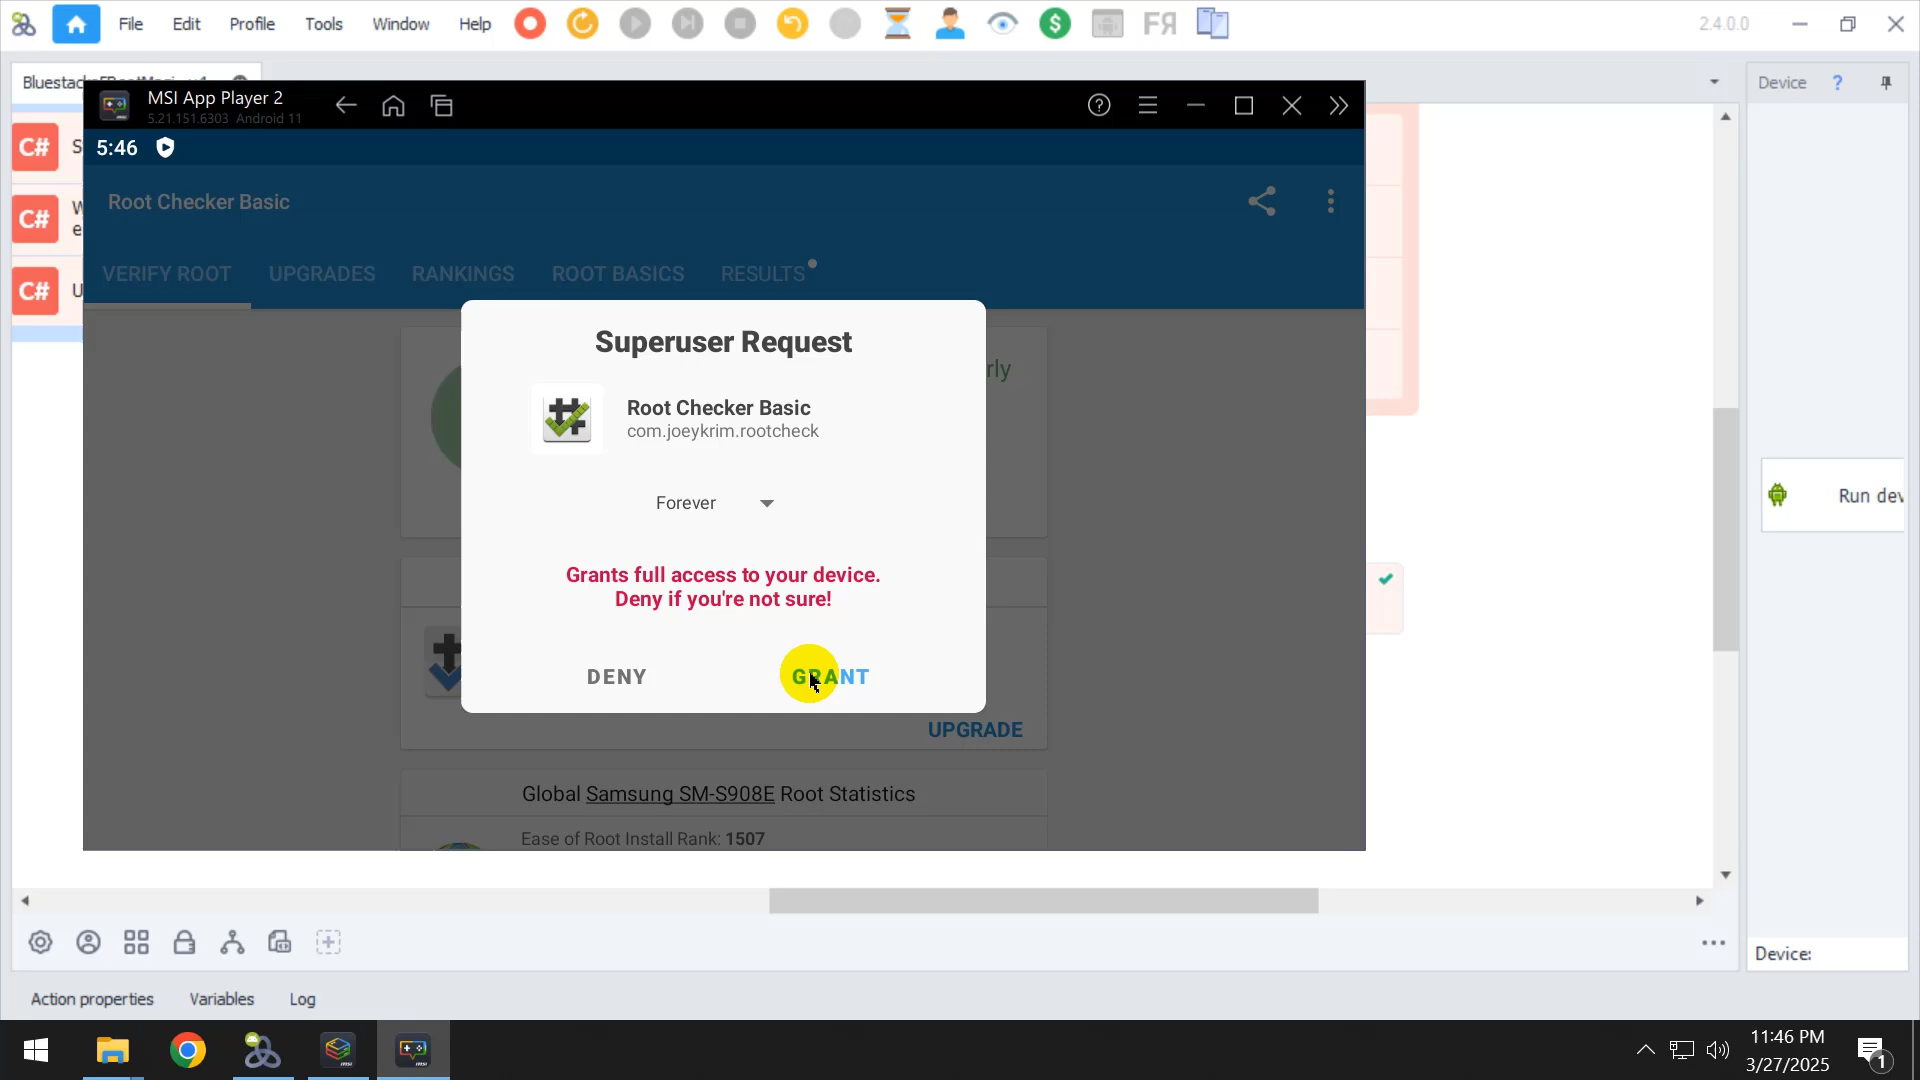 File Edit Profile Tools Window Help 2.4.0.0
Device ?
MSI App Player 2
5.21.151.6303 Android 11
5:46
Root Checker Basic
VERIFY ROOT UPGRADES RANKINGS ROOT BASICS RESULTS
C# S
C# W
e
C# U
rly
Superuser Request
Root Checker Basic
com.joeykrim.rootcheck
Forever
Grants full access to your device.
Deny if you're not sure!
DENY GRANT
UPGRADE
Global Samsung SM-S908E Root Statistics
Ease of Root Install Rank: 1507
Run dev
Device:
Action properties Variables Log
11:46 PM
3/27/2025
1